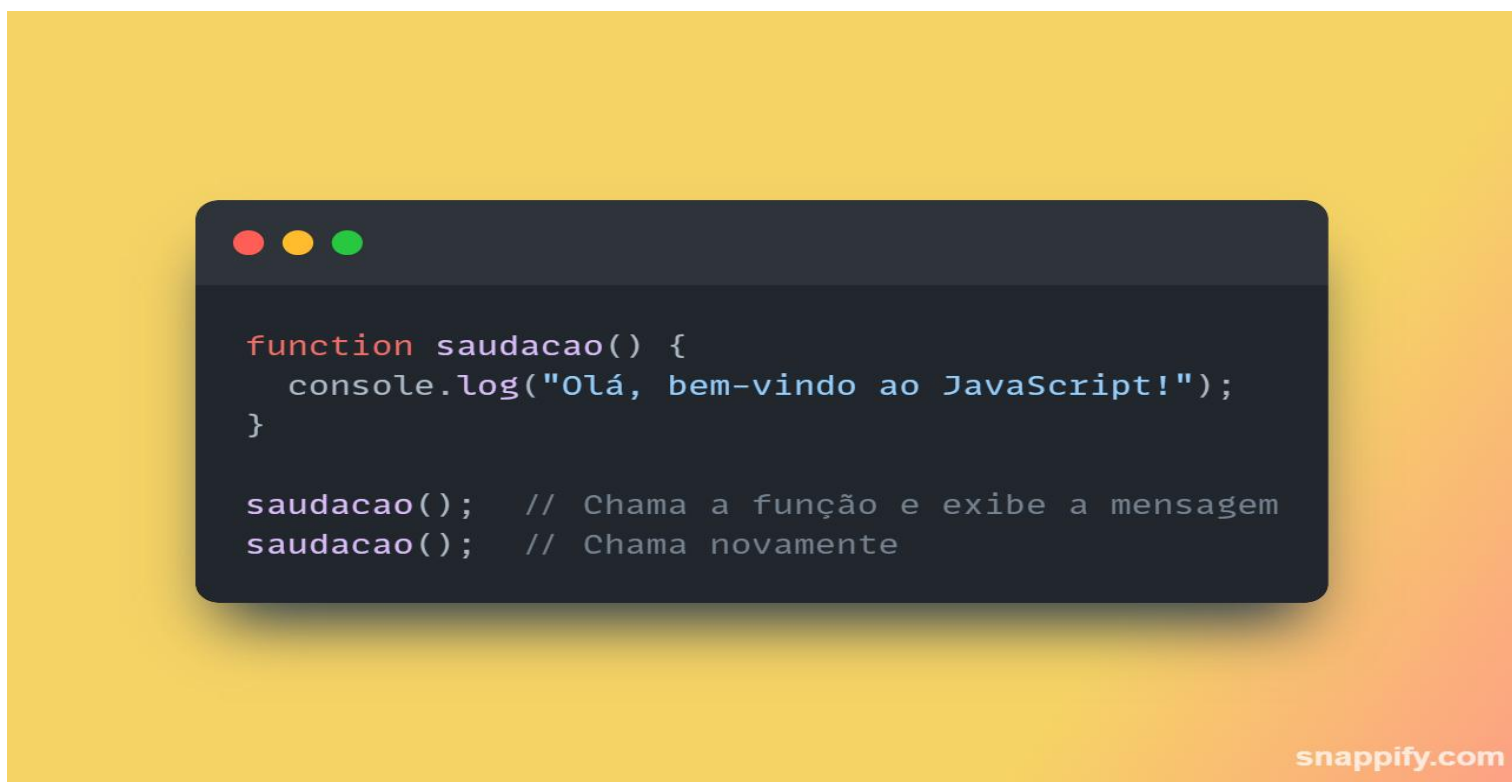 function saudacao() {
  console.log("Olá, bem-vindo ao JavaScript!");
}
saudacao();  // Chama a função e exibe a mensagem
saudacao();  // Chama novamente
snappify.com